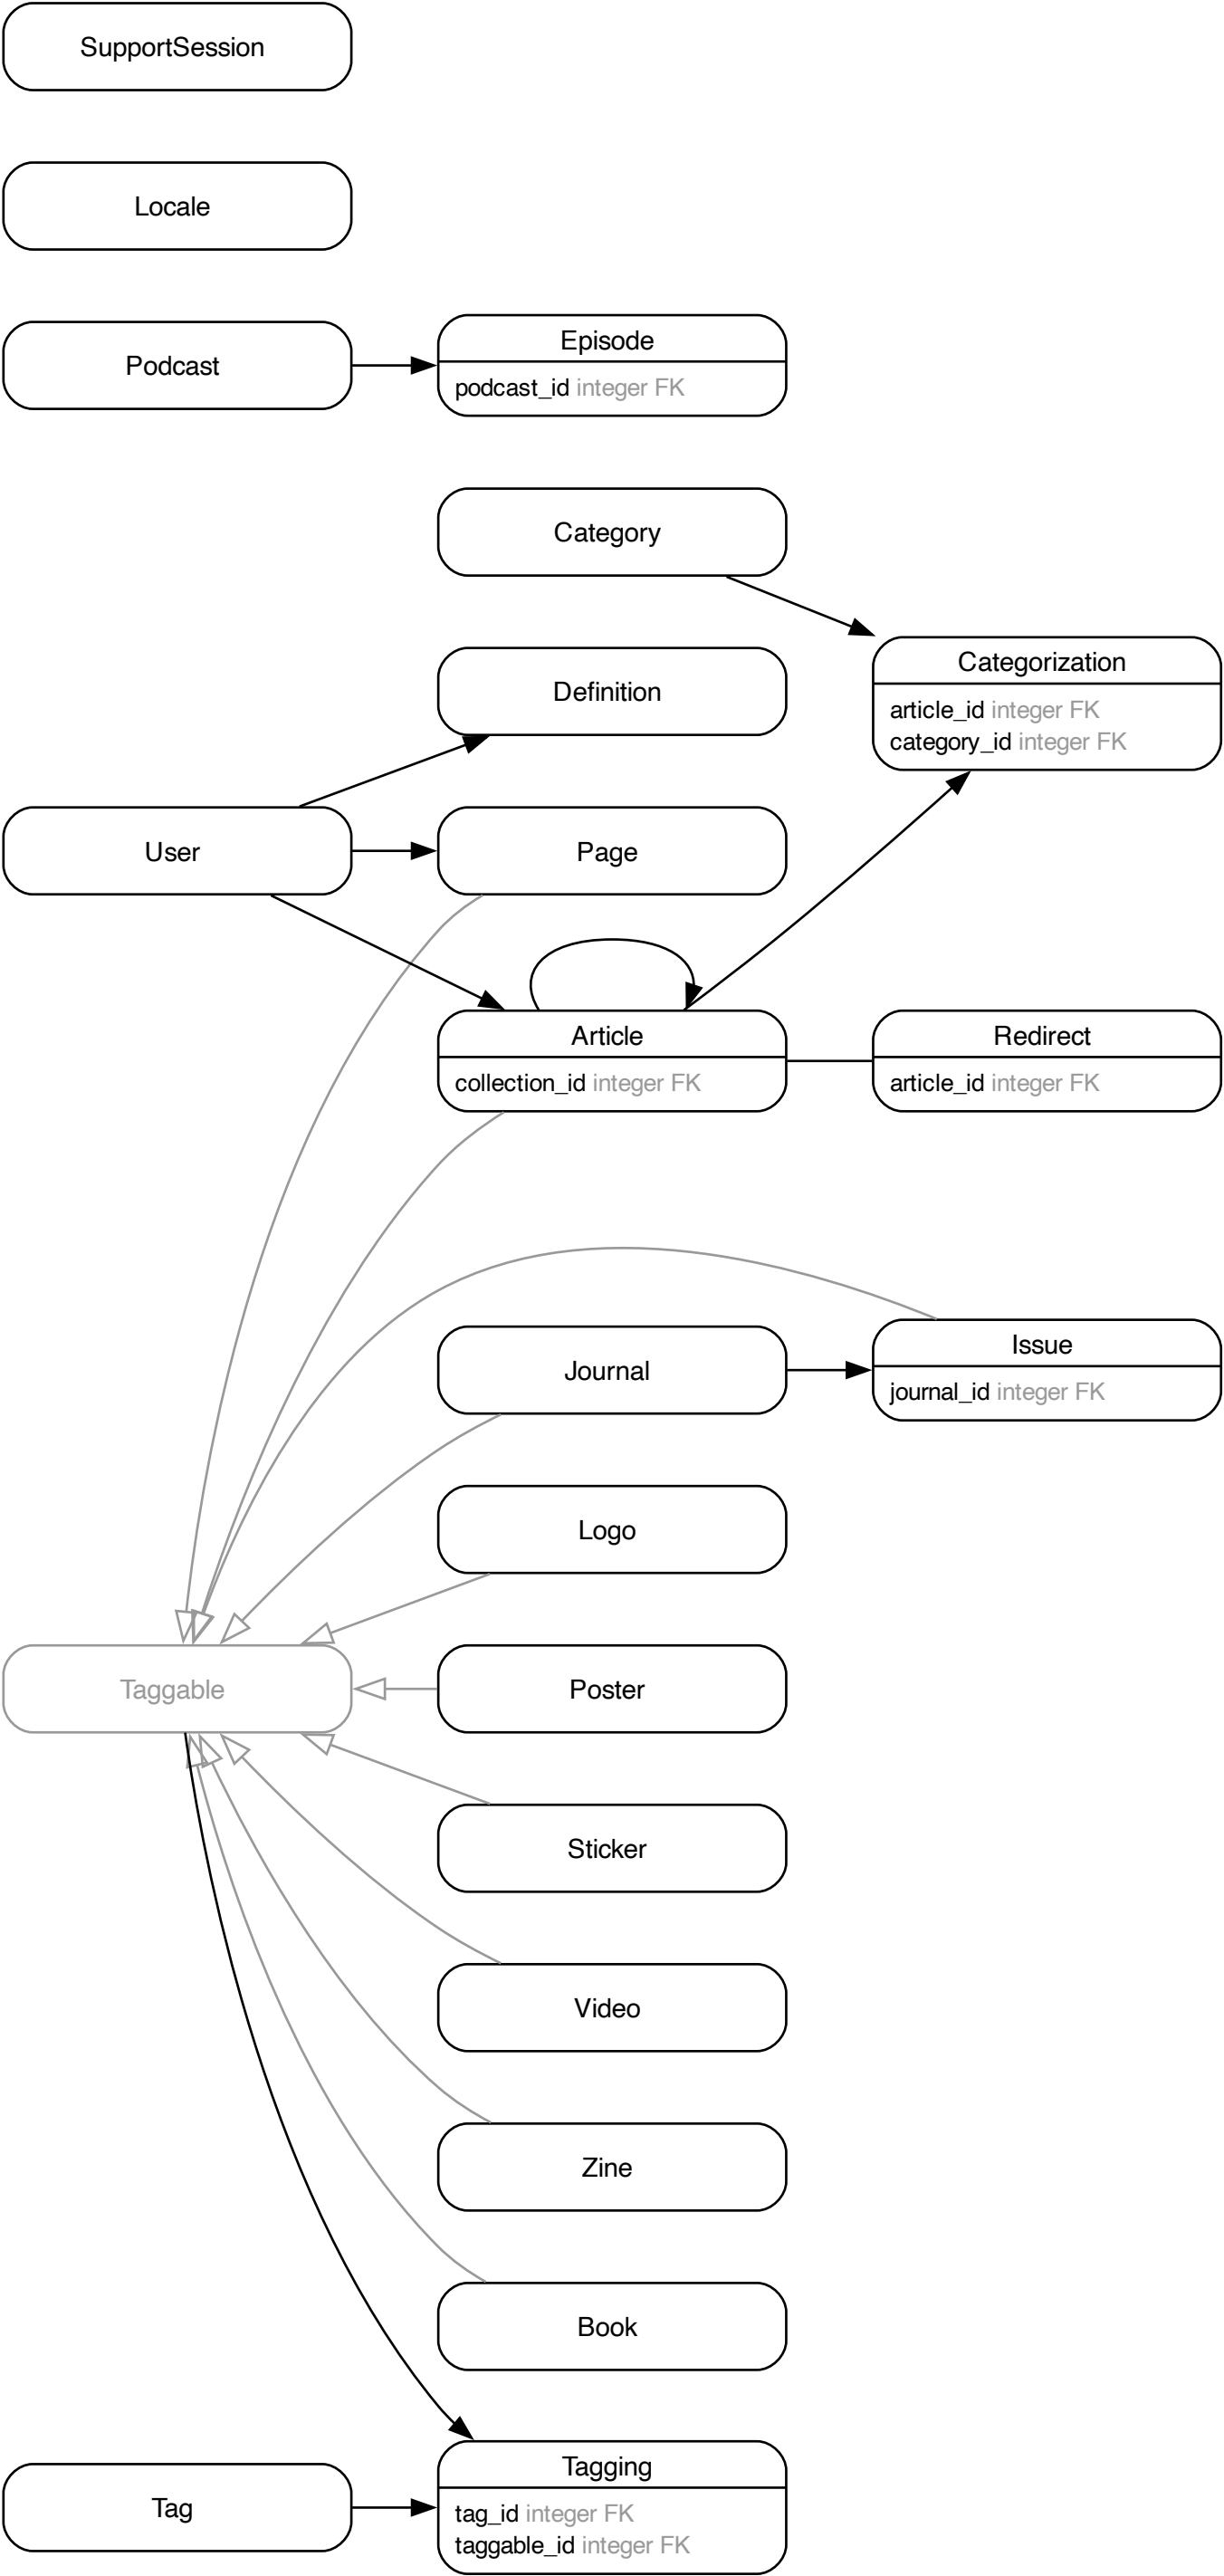 SupportSession
Locale
Podcast
Episode
podcast_id integer FK
Category
Categorization
article_id integer FK
category_id integer FK
Definition
User
Page
Article
collection_id integer FK
Redirect
article_id integer FK
Journal
Issue
journal_id integer FK
Logo
Taggable
Poster
Sticker
Video
Zine
Book
Tag
Tagging
tag_id integer FK
taggable_id integer FK